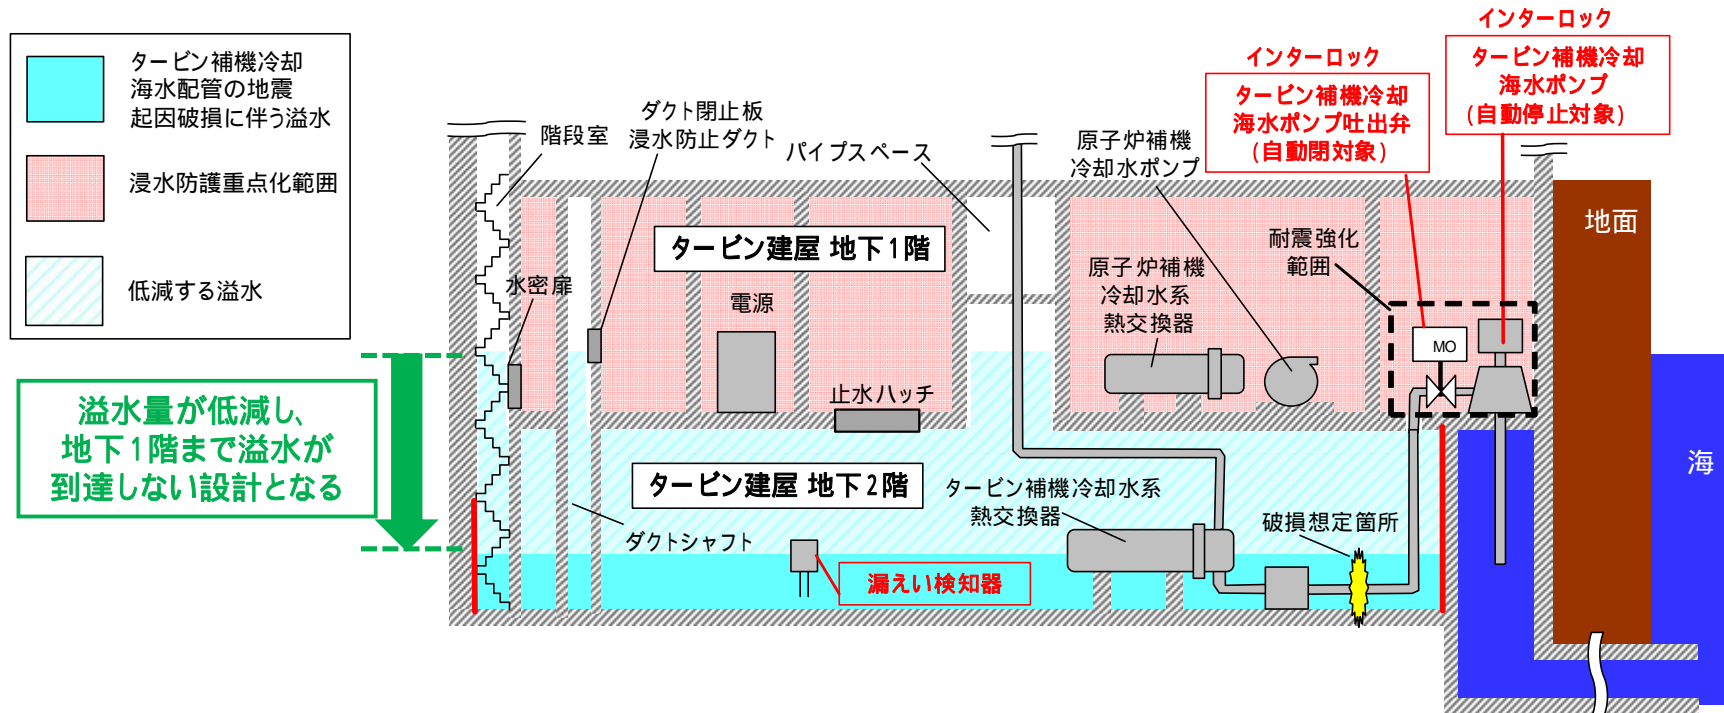 タービン補機冷却
海水配管の地震
起因破損に伴う溢水
浸水防護重点化範囲
低減する溢水
溢水量が低減し、
地下1階まで溢水が
到達しない設計となる
階段室
ダクト閉止板
浸水防止ダクト
パイプスペース
原子炉補機
冷却水ポンプ
インターロック
タービン補機冷却
海水ポンプ吐出弁
(自動閉対象)
インターロック
タービン補機冷却
海水ポンプ
(自動停止対象)
地面
海
タービン建屋 地下1階
水密扉
電源
止水ハッチ
原子炉補機
冷却水系
熱交換器
耐震強化
範囲
MO
タービン建屋 地下2階
タービン補機冷却水系
熱交換器
破損想定箇所
ダクトシャフト
漏えい検知器